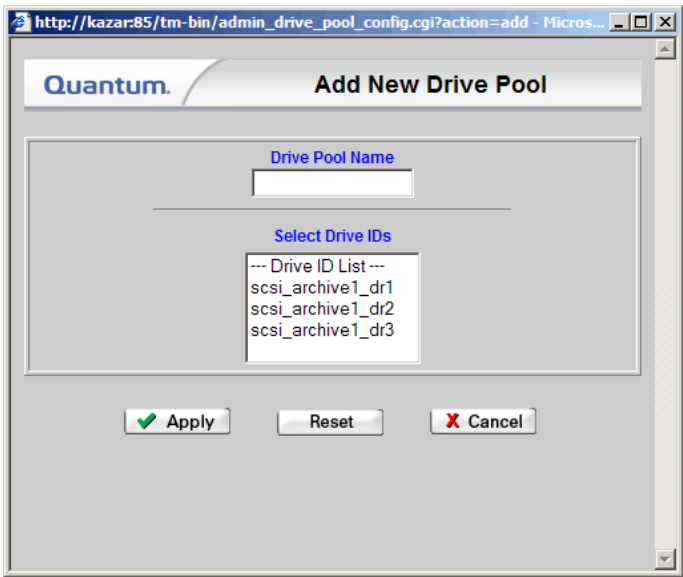 http://kazar:85/tm-bin/admin_drive_pool_config.cgi?action=add - Micros...
Quantum.
Add New Drive Pool
Drive Pool Name
Select Drive IDs
--- Drive ID List ---
scsi_archive1_dr1
scsi_archive1_dr2
scsi_archive1_dr3
Apply
Reset
X Cancel